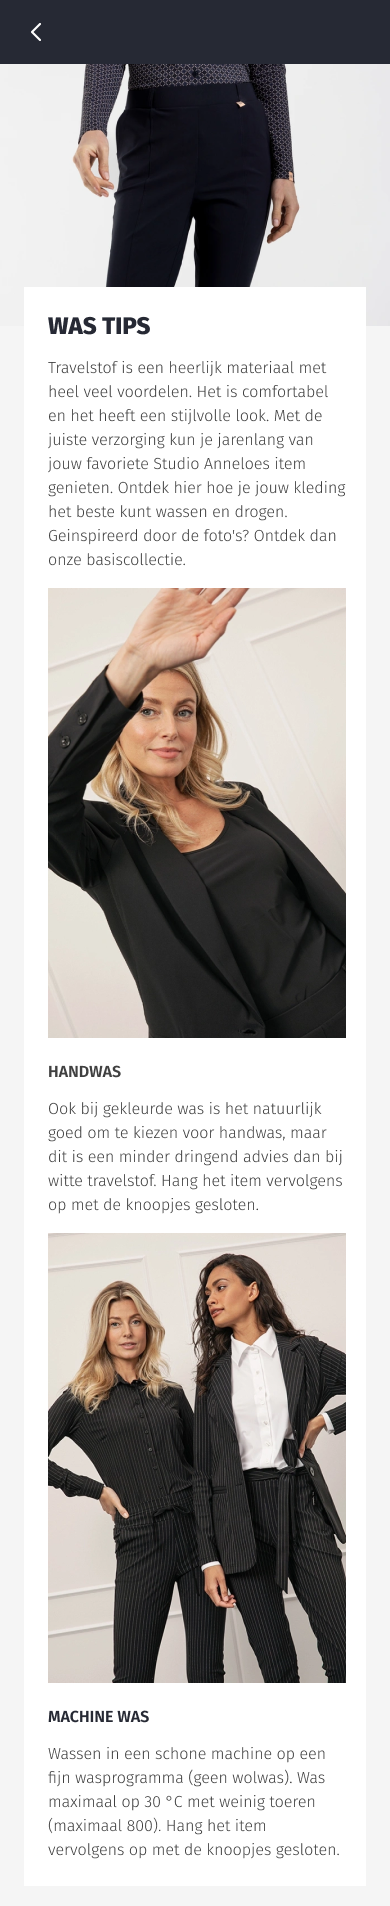 WAS TIPS
Travelstof is een heerlijk materiaal met
heel veel voordelen. Het is comfortabel
en het heeft een stijlvolle look. Met de
juiste verzorging kun je jarenlang van
jouw favoriete Studio Anneloes item
genieten. Ontdek hier hoe je jouw kleding
het beste kunt wassen en drogen.
Geinspireerd door de foto's? Ontdek dan
onze basiscollectie.
HANDWAS
Ook bij gekleurde was is het natuurlijk
goed om te kiezen voor handwas, maar
dit is een minder dringend advies dan bij
witte travelstof. Hang het item vervolgens
op met de knoopjes gesloten.
MACHINE WAS
Wassen in een schone machine op een
fijn wasprogramma (geen wolwas). Was
maximaal op 30 °C met weinig toeren
(maximaal 800). Hang het item
vervolgens op met de knoopjes gesloten.